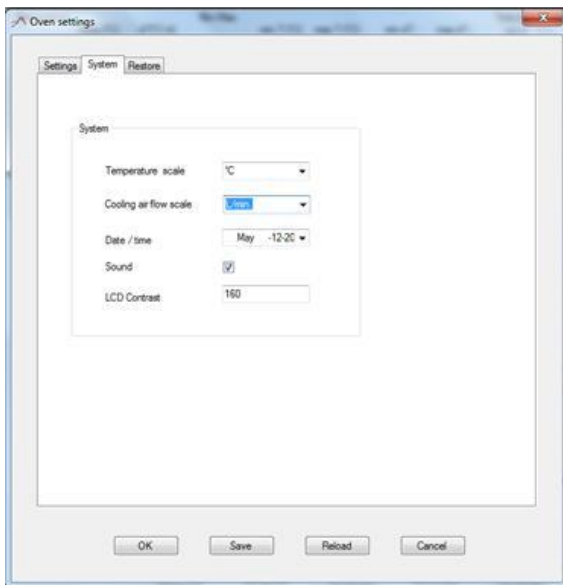 Oven settings
Settings System Restore
System
Temperature scale °C
Cooling air flow scale L/min.
Date / time May -12-20
Sound
LCD Contrast 160
OK Save Reload Cancel